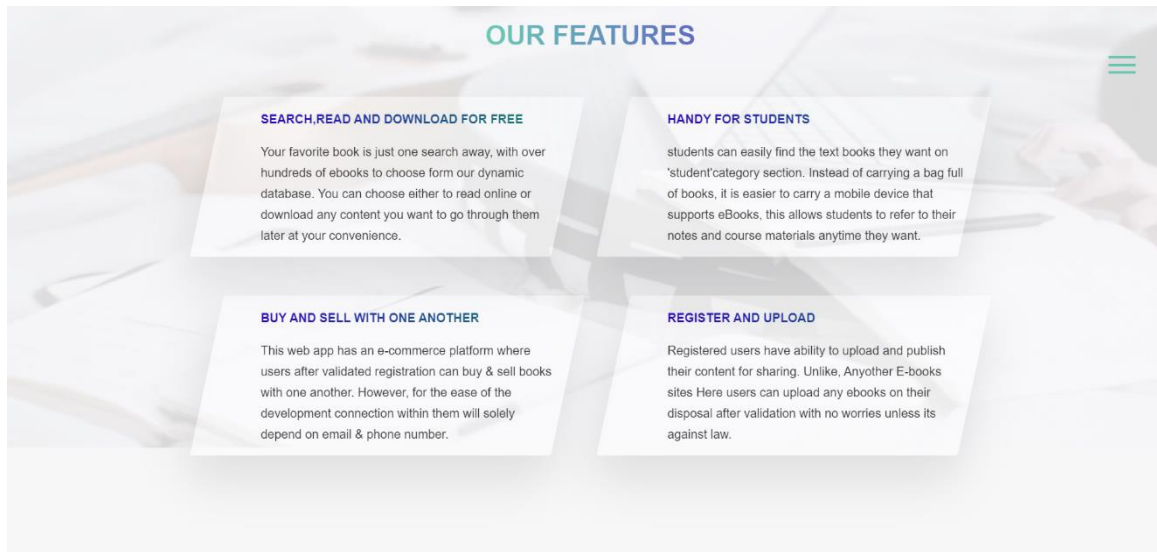 OUR FEATURES
SEARCH,READ AND DOWNLOAD FOR FREE
Your favorite book is just one search away, with over
hundreds of ebooks to choose form our dynamic
database. You can choose either to read online or
download any content you want to go through them
later at your convenience.
HANDY FOR STUDENTS
students can easily find the text books they want on
'student'category section. Instead of carrying a bag full
of books, it is easier to carry a mobile device that
supports eBooks, this allows students to refer to their
notes and course materials anytime they want.
BUY AND SELL WITH ONE ANOTHER
This web app has an e-commerce platform where
users after validated registration can buy & sell books
with one another. However, for the ease of the
development connection within them will solely
depend on email & phone number.
REGISTER AND UPLOAD
Registered users have ability to upload and publish
their content for sharing. Unlike, Anyother E-books
sites Here users can upload any ebooks on their
disposal after validation with no worries unless its
against law.